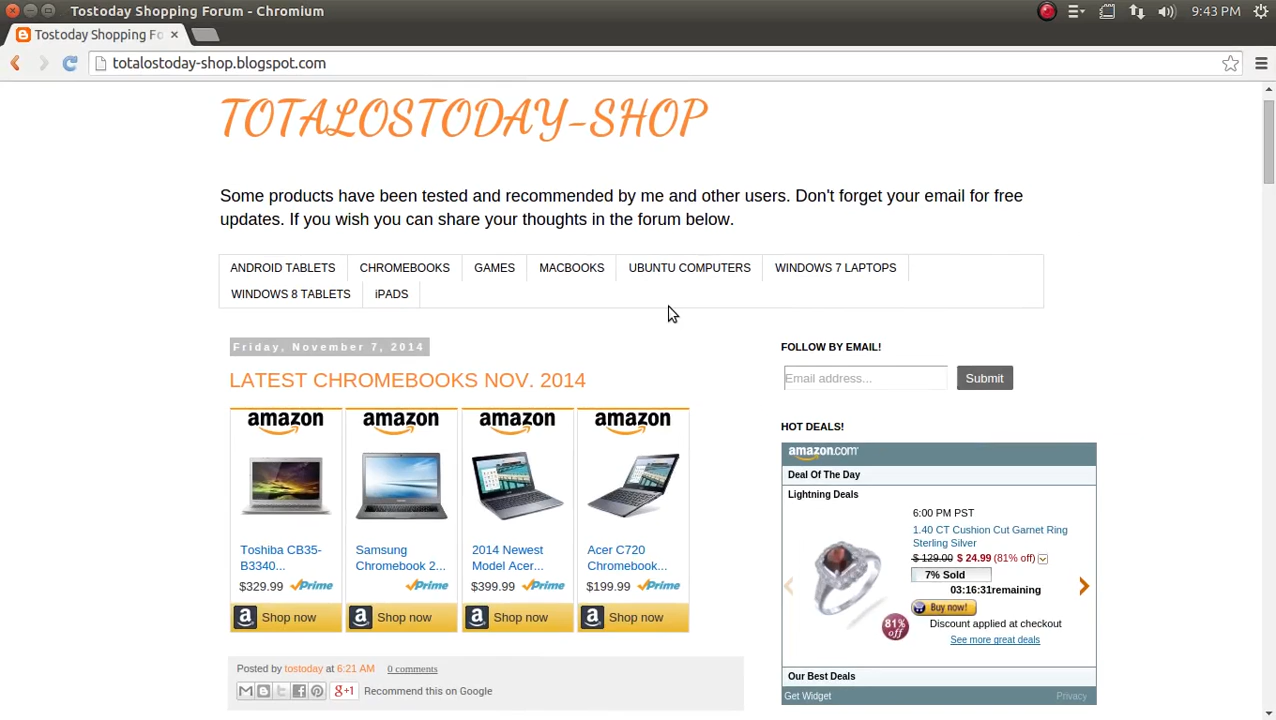 Tostoday Shopping Forum - Chromium
9:43 PM
Tostoday Shopping Fo
totalostoday-shop.blogspot.com
TOTALOSTODAY-SHOP
Some products have been tested and recommended by me and other users. Don't forget your email for free
updates. If you wish you can share your thoughts in the forum below.
ANDROID TABLETS CHROMEBOOKS GAMES MACBOOKS UBUNTU COMPUTERS WINDOWS 7 LAPTOPS
WINDOWS 8 TABLETS iPADS
Friday, November 7, 2014
LATEST CHROMEBOOKS NOV. 2014
amazon amazon amazon amazon
Toshiba CB35- Samsung 2014 Newest Acer C720
B3340... Chromebook 2... Model Acer... Chromebook...
$329.99 Prime Prime $399.99 Prime $199.99 Prime
a Shop now a Shop now a Shop now a Shop now
Posted by tostoday at 6:21 AM 0 comments
g+1 Recommend this on Google
FOLLOW BY EMAIL!
Email address... Submit
HOT DEALS!
amazon.com
Deal Of The Day
Lightning Deals
6:00 PM PST
1.40 CT Cushion Cut Garnet Ring
Sterling Silver
$ 129.00 $ 24.99 (81% off)
7% Sold
03:16:31remaining
Buy now!
81% off
Discount applied at checkout
See more great deals
Our Best Deals
Get Widget Privacy